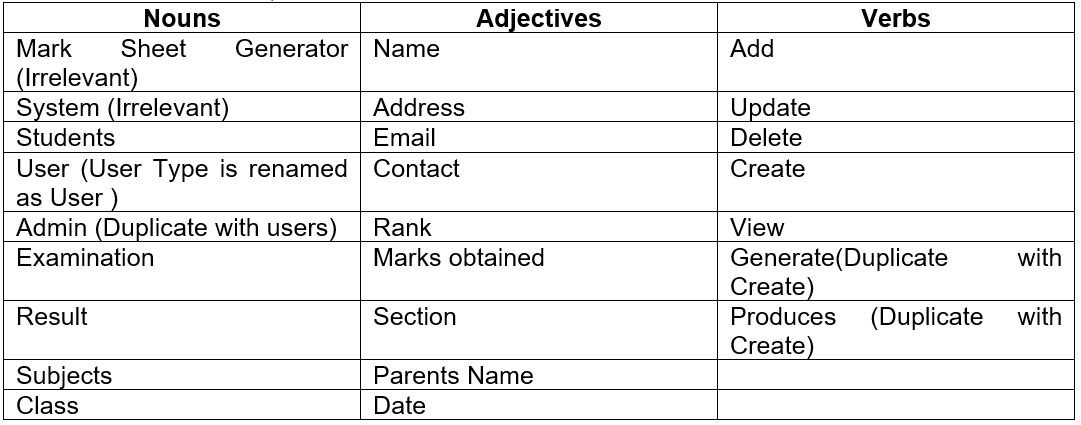 Nouns Adjectives Verbs
Mark Sheet Generator Name Add
(Irrelevant)
System (Irrelevant) Address Update
Students Email Delete
User (User Type is renamed Contact Create
as User )
Admin (Duplicate with users) Rank View
Examination Marks obtained Generate(Duplicate with
Create)
Result Section Produces (Duplicate with
Create)
Subjects Parents Name
Class Date